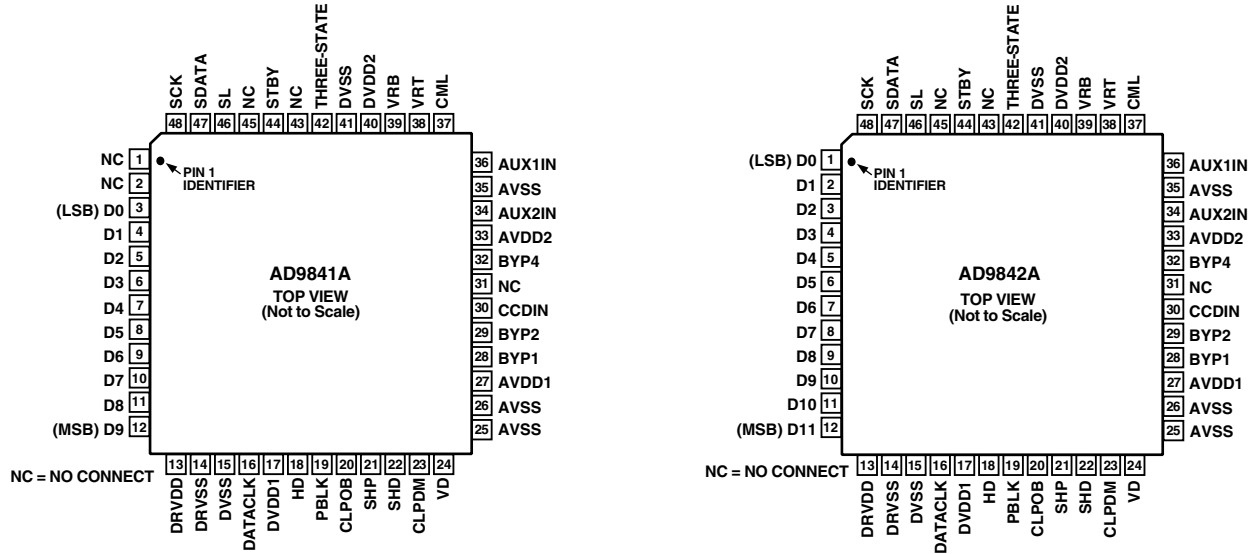 SCK
SDATA
SL
NC
STBY
NC
THREE-STATE
DVSS
DVDD2
VRB
VRT
CML
48 47 46 45 44 43 42 41 40 39 38 37
NC 1
NC 2
(LSB) D0 3
D1 4
D2 5
D3 6
D4 7
D5 8
D6 9
D7 10
D8 11
(MSB) D9 12
PIN 1
IDENTIFIER
AD9841A
TOP VIEW
(Not to Scale)
36 AUX1IN
35 AVSS
34 AUX2IN
33 AVDD2
32 BYP4
31 NC
30 CCDIN
29 BYP2
28 BYP1
27 AVDD1
26 AVSS
25 AVSS
13 14 15 16 17 18 19 20 21 22 23 24
NC = NO CONNECT
DRVDD
DRVSS
DVSS
DATACLK
DVDD1
HD
PBLK
CLPOB
SHP
SHD
CLPDM
VD
SCK
SDATA
SL
NC
STBY
NC
THREE-STATE
DVSS
DVDD2
VRB
VRT
CML
48 47 46 45 44 43 42 41 40 39 38 37
(LSB) D0 1
D1 2
D2 3
D3 4
D4 5
D5 6
D6 7
D7 8
D8 9
D9 10
D10 11
(MSB) D11 12
PIN 1
IDENTIFIER
AD9842A
TOP VIEW
(Not to Scale)
36 AUX1IN
35 AVSS
34 AUX2IN
33 AVDD2
32 BYP4
31 NC
30 CCDIN
29 BYP2
28 BYP1
27 AVDD1
26 AVSS
25 AVSS
13 14 15 16 17 18 19 20 21 22 23 24
NC = NO CONNECT
DRVDD
DRVSS
DVSS
DATACLK
DVDD1
HD
PBLK
CLPOB
SHP
SHD
CLPDM
VD